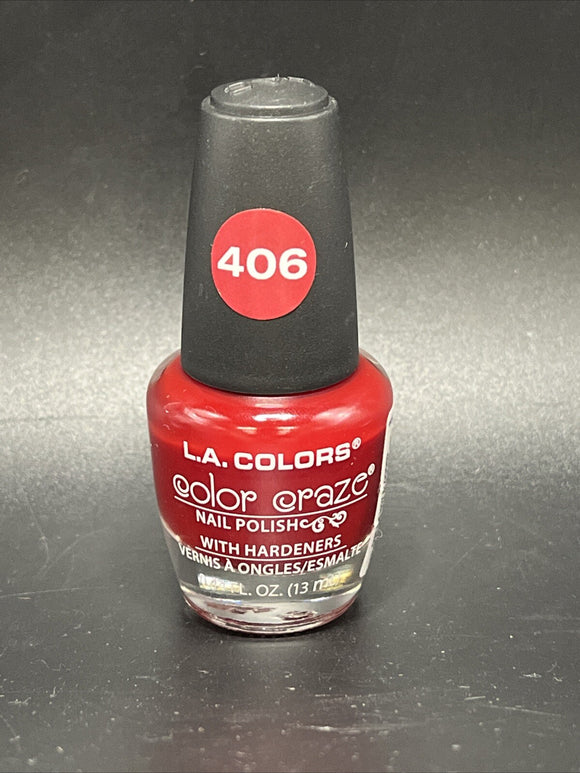 406
L.A. COLORS®
color craze®
NAIL POLISH
WITH HARDENERS
VERNIS À ONGLES/ESMALTE
FL. OZ. (13